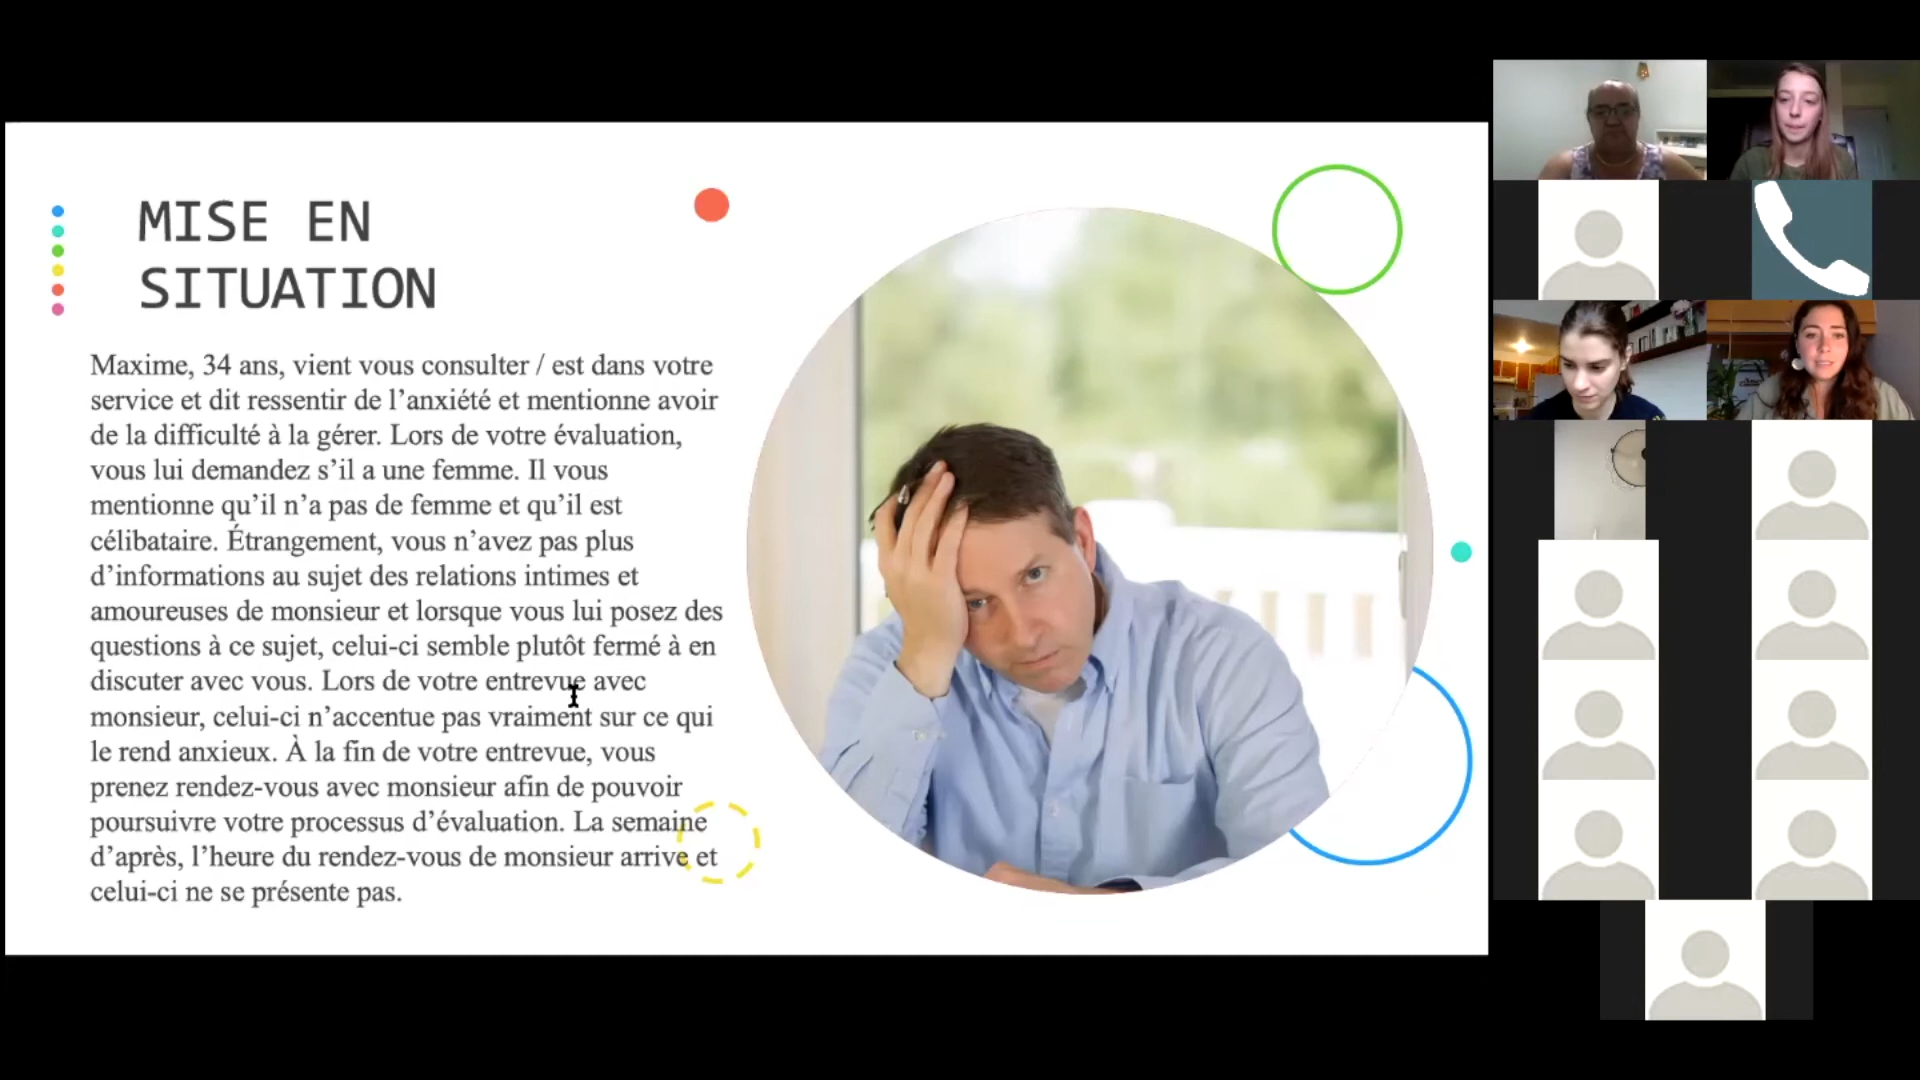 MISE EN
SITUATION
Maxime, 34 ans, vient vous consulter / est dans votre
service et dit ressentir de l’anxiété et mentionne avoir
de la difficulté à la gérer. Lors de votre évaluation,
vous lui demandez s’il a une femme. Il vous
mentionne qu’il n’a pas de femme et qu’il est
célibataire. Étrangement, vous n’avez pas plus
d’informations au sujet des relations intimes et
amoureuses de monsieur et lorsque vous lui posez des
questions à ce sujet, celui-ci semble plutôt fermé à en
discuter avec vous. Lors de votre entrevue avec
monsieur, celui-ci n’accentue pas vraiment sur ce qui
le rend anxieux. À la fin de votre entrevue, vous
prenez rendez-vous avec monsieur afin de pouvoir
poursuivre votre processus d’évaluation. La semaine
d’après, l’heure du rendez-vous de monsieur arrive et
celui-ci ne se présente pas.